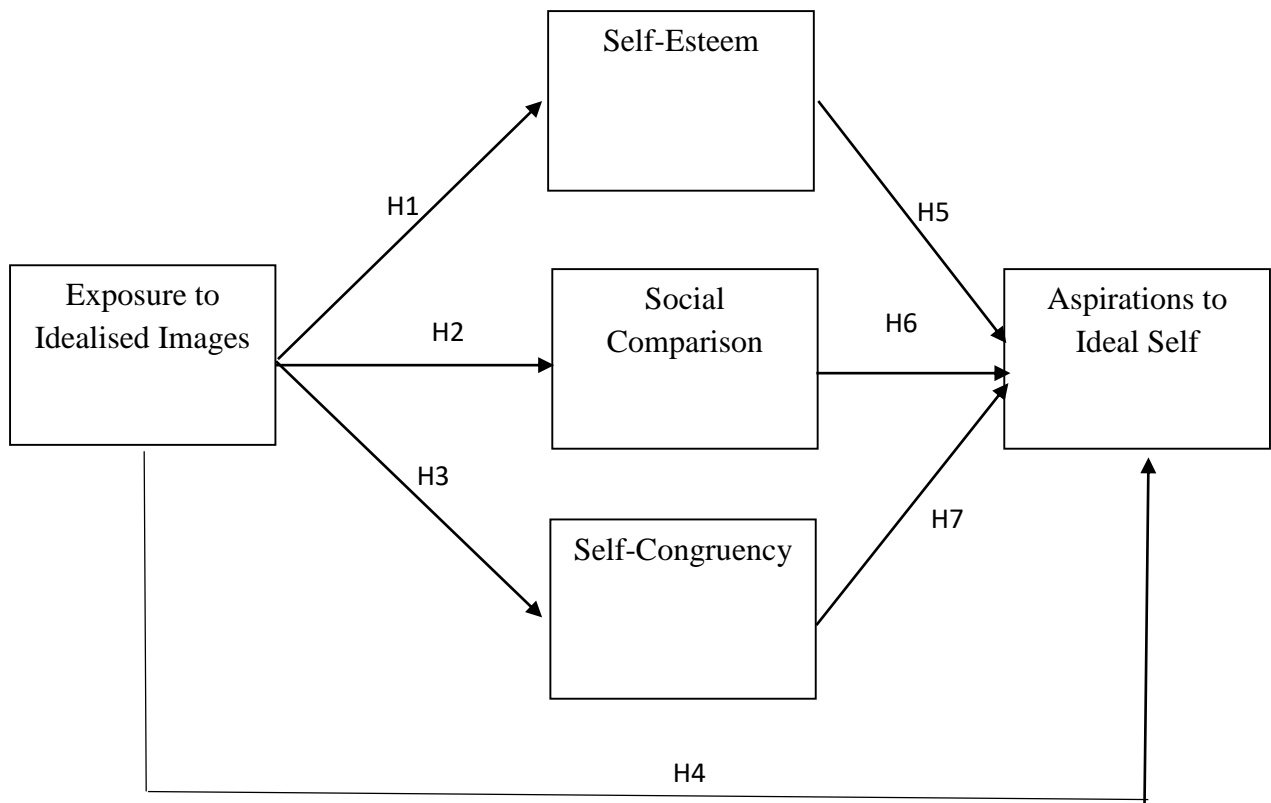 Self-Esteem
H1
H5
Exposure to
Idealised Images
H2
Social
Comparison
H6
Aspirations to
Ideal Self
H3
Self-Congruency
H7
H4